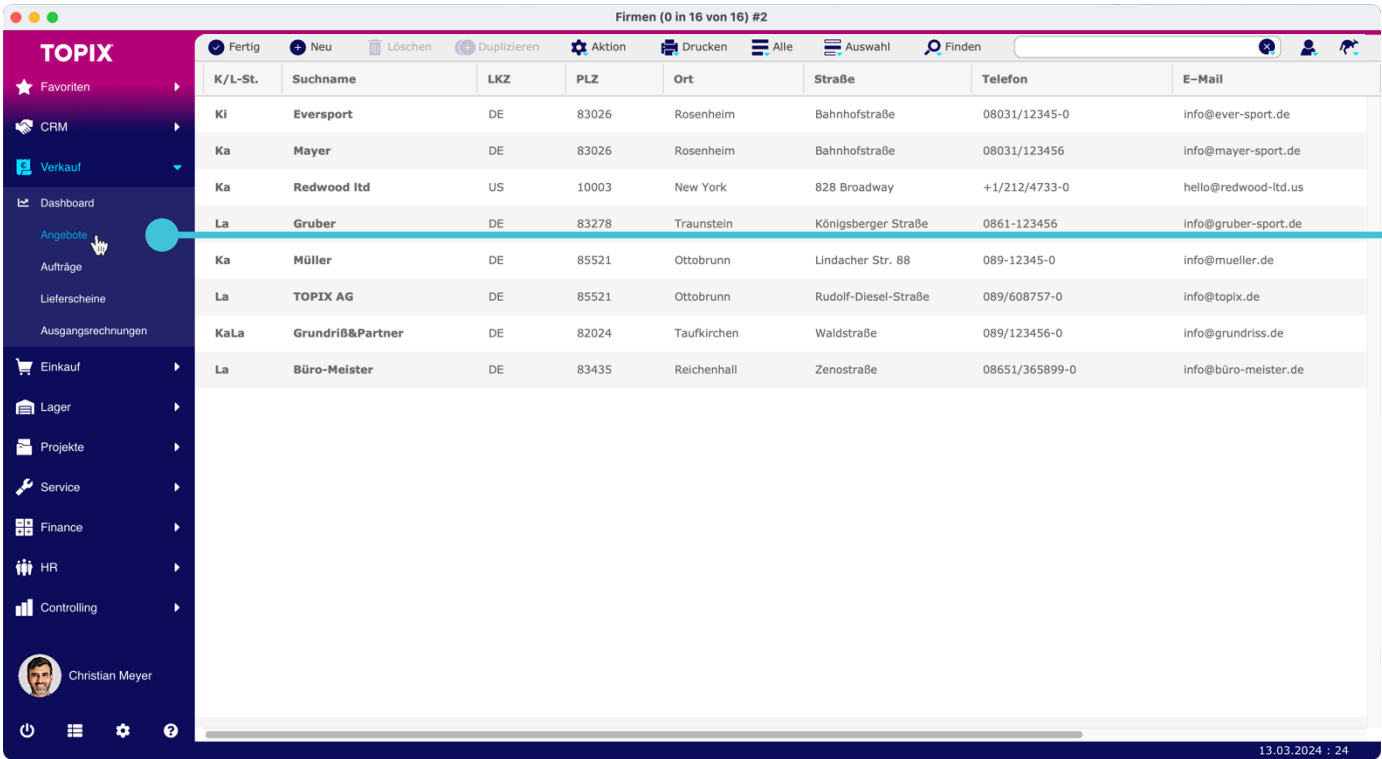 Firmen (0 in 16 von 16) #2
TOPIX
Fertig Neu Löschen Duplizieren Aktion Drucken Alle Auswahl Finden
Favoriten
CRM
Verkauf
Dashboard
Angebote
Aufträge
Lieferscheine
Ausgangsrechnungen
Einkauf
Lager
Projekte
Service
Finance
HR
Controlling
Christian Meyer
K/L-St. Suchname LKZ PLZ Ort Straße Telefon E-Mail
Ki Eversport DE 83026 Rosenheim Bahnhofstraße 08031/12345-0 info@ever-sport.de
Ka Mayer DE 83026 Rosenheim Bahnhofstraße 08031/123456 info@mayer-sport.de
Ka Redwood ltd US 10003 New York 828 Broadway +1/212/4733-0 hello@redwood-ltd.us
La Gruber DE 83278 Traunstein Königsberger Straße 0861-123456 info@gruber-sport.de
Ka Müller DE 85521 Ottobrunn Lindacher Str. 88 089-12345-0 info@mueller.de
La TOPIX AG DE 85521 Ottobrunn Rudolf-Diesel-Straße 089/608757-0 info@topix.de
KaLa Grundriß&Partner DE 82024 Taufkirchen Waldstraße 089/123456-0 info@grundriss.de
La Büro-Meister DE 83435 Reichenhall Zenostraße 08651/365899-0 info@büro-meister.de
13.03.2024 : 24